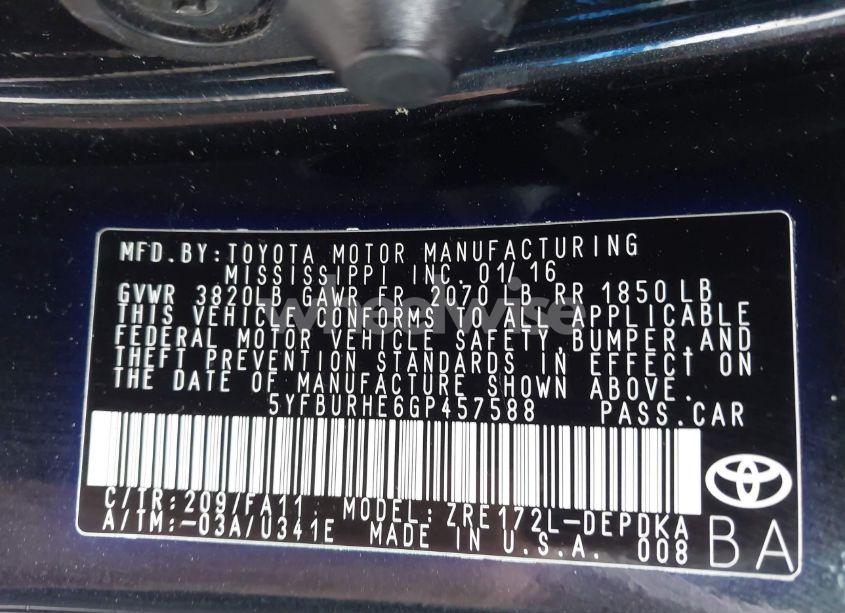 MFD.BY:TOYOTA MOTOR MANUFACTURING
MISSISSIPPI INC. 01/16
GVWR 3820LB GAWR FR 2070 LB RR 1850 LB
THIS VEHICLE CONFORMS TO ALL APPLICABLE
FEDERAL MOTOR VEHICLE SAFETY,BUMPER,AND
THEFT PREVENTION STANDARDS IN EFFECT ON
THE DATE OF MANUFACTURE SHOWN ABOVE.
5YFBURHE6GP457588 PASS.CAR
C/TR:209/FA11 MODEL:ZRE172L-DEPDKA
A/TM:-03A/U341E MADE IN U.S.A. 008
BA
wheelwise